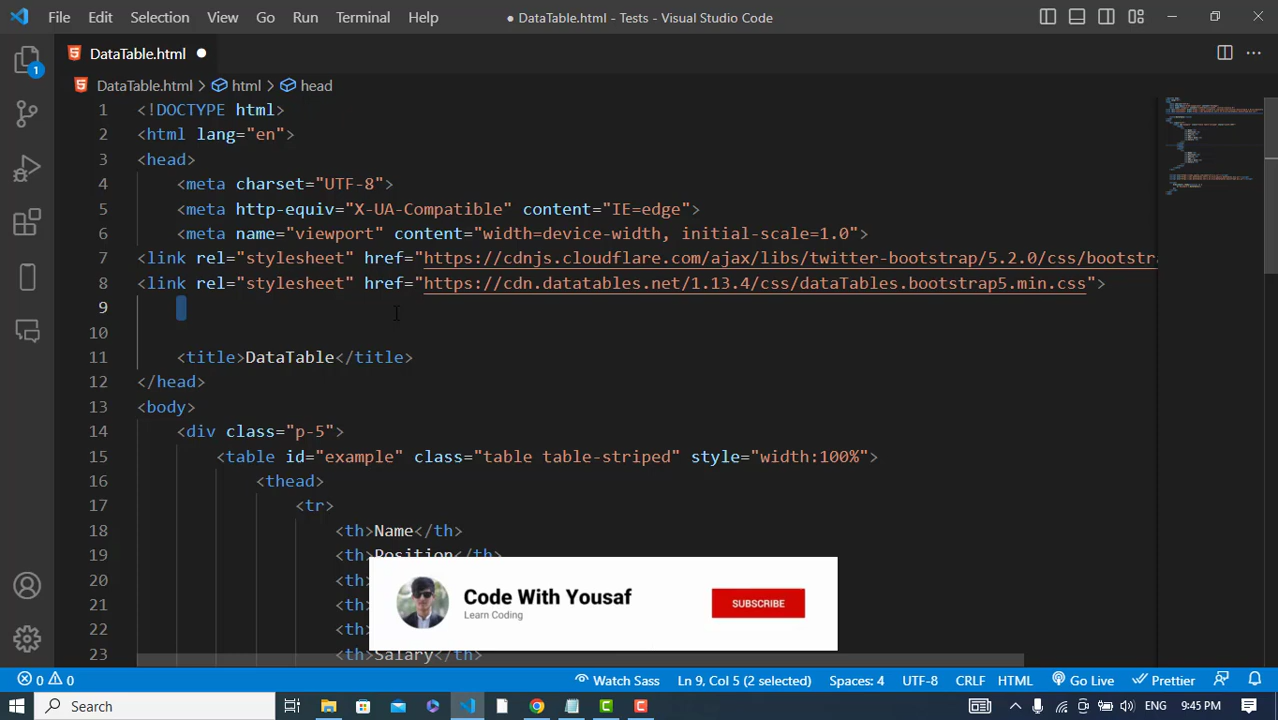 File Edit Selection View Go Run Terminal Help ● DataTable.html - Tests - Visual Studio Code
DataTable.html ●
DataTable.html > html > head
1 <!DOCTYPE html>
2 <html lang="en">
3 <head>
4 <meta charset="UTF-8">
5 <meta http-equiv="X-UA-Compatible" content="IE=edge">
6 <meta name="viewport" content="width=device-width, initial-scale=1.0">
7 <link rel="stylesheet" href="https://cdnjs.cloudflare.com/ajax/libs/twitter-bootstrap/5.2.0/css/bootstra
8 <link rel="stylesheet" href="https://cdn.datatables.net/1.13.4/css/dataTables.bootstrap5.min.css">
9
10
11 <title>DataTable</title>
12 </head>
13 <body>
14 <div class="p-5">
15 <table id="example" class="table table-striped" style="width:100%">
16 <thead>
17 <tr>
18 <th>Name</th>
19 <th>Position</th>
20 <th>
21 <th>
22 <th>
23 <th>Salary</th>
Code With Yousaf
Learn Coding
SUBSCRIBE
1
0 0 Watch Sass Ln 9, Col 5 (2 selected) Spaces: 4 UTF-8 CRLF HTML Go Live Prettier
Search ENG 9:45 PM